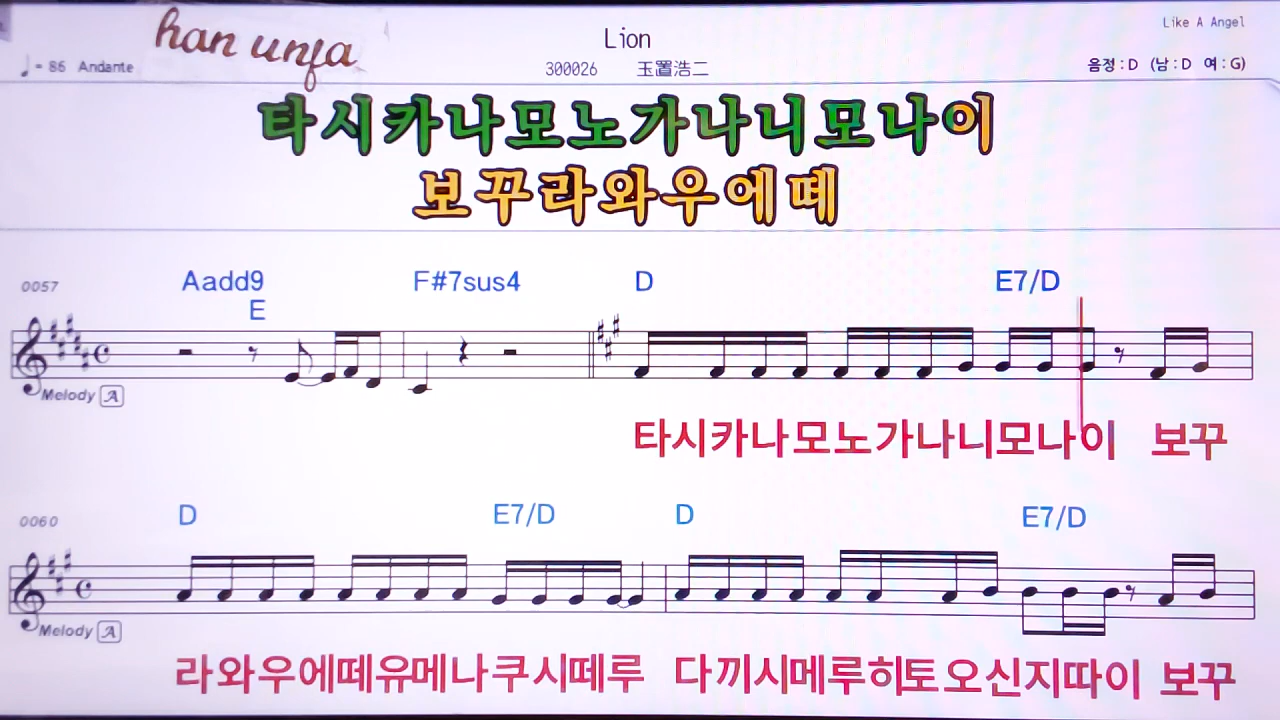 Like A Angel
han unfa
Lion
♩= 86 Andante
300026 玉置浩二
음정 : D (남 : D 여 : G)
타시카나모노가나니모나이
보꾸라와우에떼
0057
Aadd9 F#7sus4 D E7/D
E
Melody A
타시카나모노가나니모나이 보꾸
0060
D E7/D D E7/D
Melody A
라와우에떼유메나쿠시떼루 다끼시메루히토오신지따이 보꾸